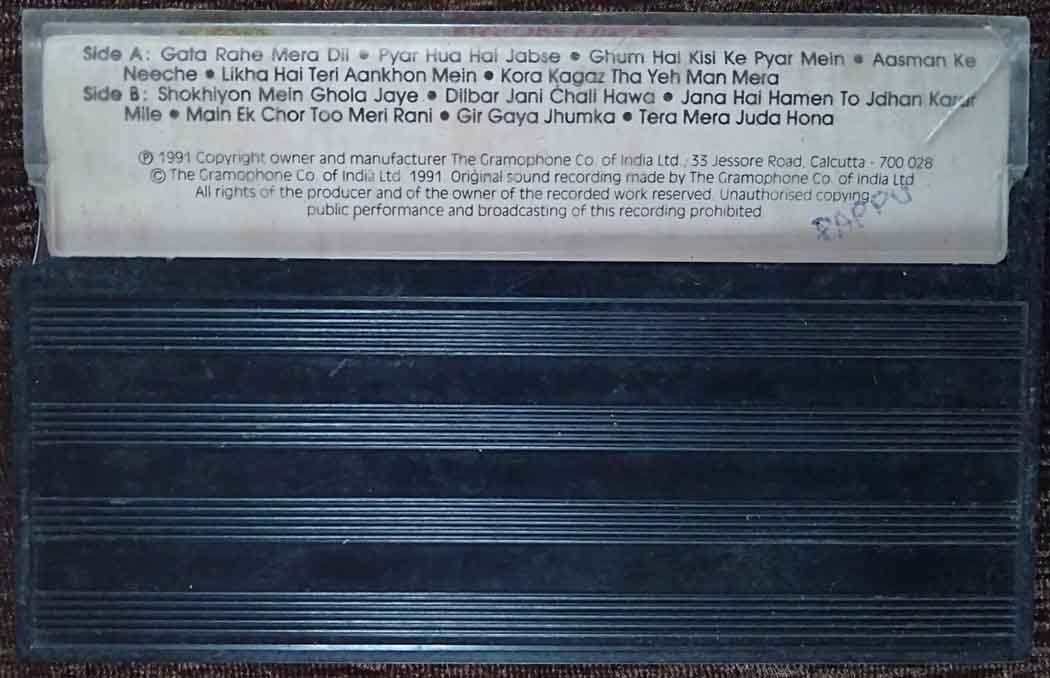 Side A: Gata Rahe Mera Dil • Pyar Hua Hai Jabse • Ghum Hai Kisi Ke Pyar Mein • Aasman Ke
Neeche • Likha Hai Teri Aankhon Mein • Kora Kagaz Tha Yeh Man Mera
Side B: Shokhiyon Mein Ghola Jaye • Dilbar Jani Chali Hawa • Jana Hai Hamen To Jdhan Karar
Mile • Main Ek Chor Too Meri Rani • Gir Gaya Jhumka • Tera Mera Juda Hona
℗ 1991 Copyright owner and manufacturer The Gramophone Co. of India Ltd., 33 Jessore Road, Calcutta - 700 028
© The Gramophone Co. of India Ltd. 1991. Original sound recording made by The Gramophone Co. of India Ltd.
All rights of the producer and of the owner of the recorded work reserved. Unauthorised copying,
public performance and broadcasting of this recording prohibited
PAPPU